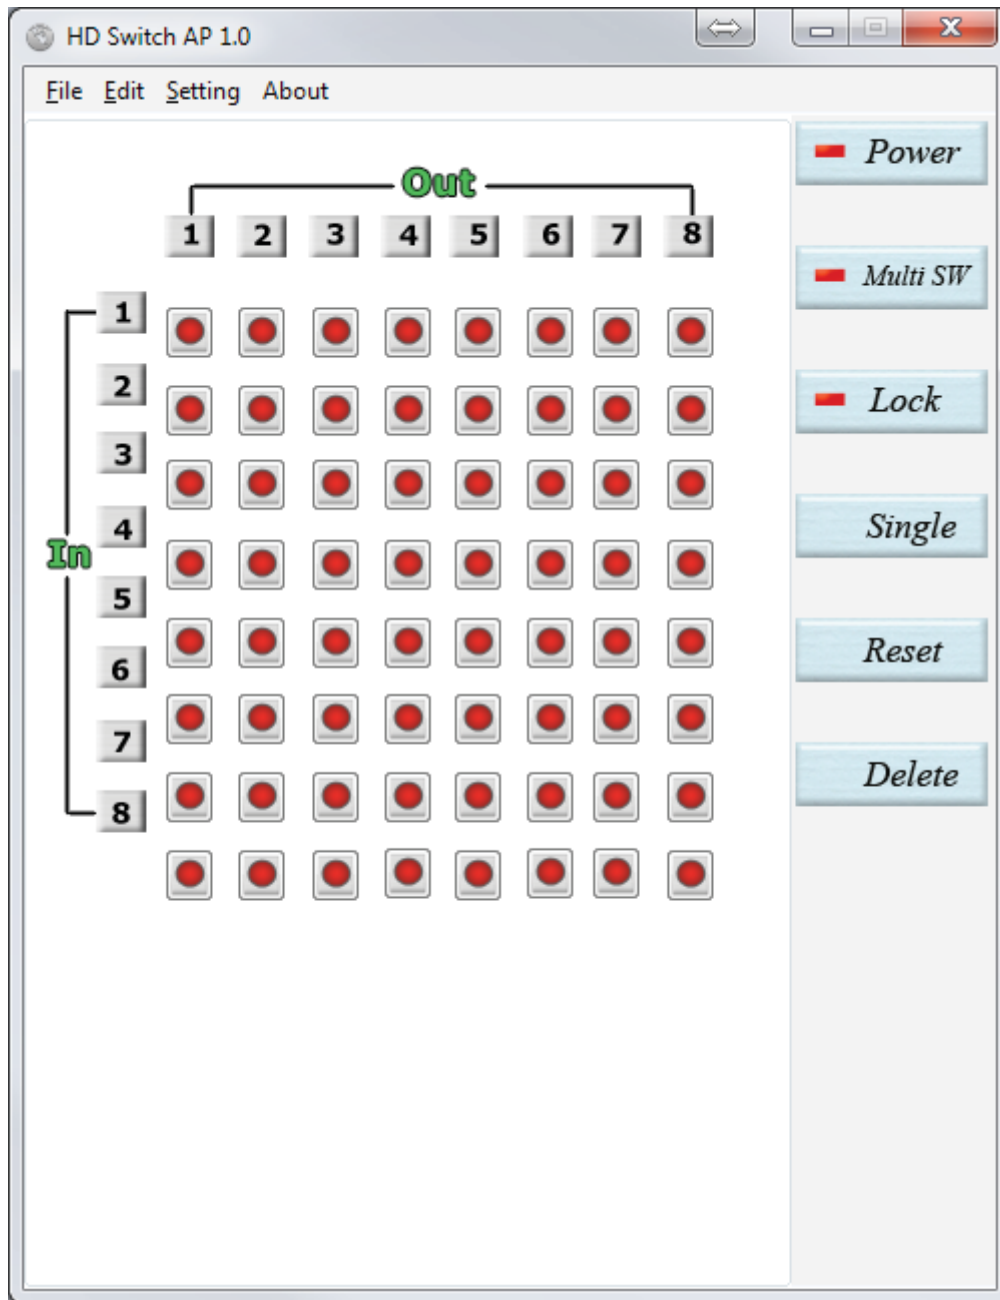 HD Switch AP 1.0
File Edit Setting About
Out
1 2 3 4 5 6 7 8
In
1
2
3
4
5
6
7
8
Power
Multi SW
Lock
Single
Reset
Delete